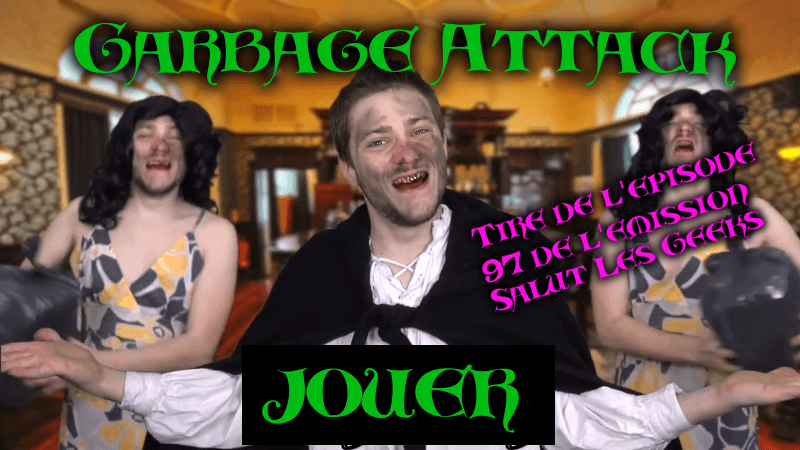 Garbage Attack
Tiré de l'épisode
97 de l'émission
Salut Les Geeks
JOUER